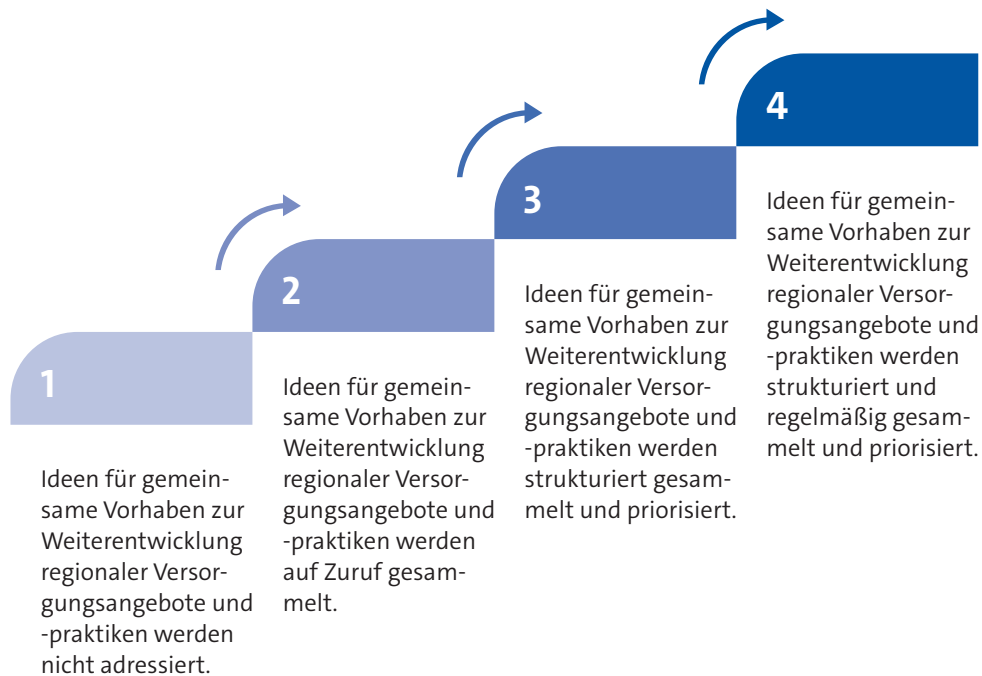 1
Ideen für gemein-
same Vorhaben zur
Weiterentwicklung
regionaler Versor-
gungsangebote und
-praktiken werden
nicht adressiert.
2
Ideen für gemein-
same Vorhaben zur
Weiterentwicklung
regionaler Versor-
gungsangebote und
-praktiken werden
auf Zuruf gesam-
melt.
3
Ideen für gemein-
same Vorhaben zur
Weiterentwicklung
regionaler Versor-
gungsangebote und
-praktiken werden
strukturiert gesam-
melt und priorisiert.
4
Ideen für gemein-
same Vorhaben zur
Weiterentwicklung
regionaler Versor-
gungsangebote und
-praktiken werden
strukturiert und
regelmäßig gesam-
melt und priorisiert.